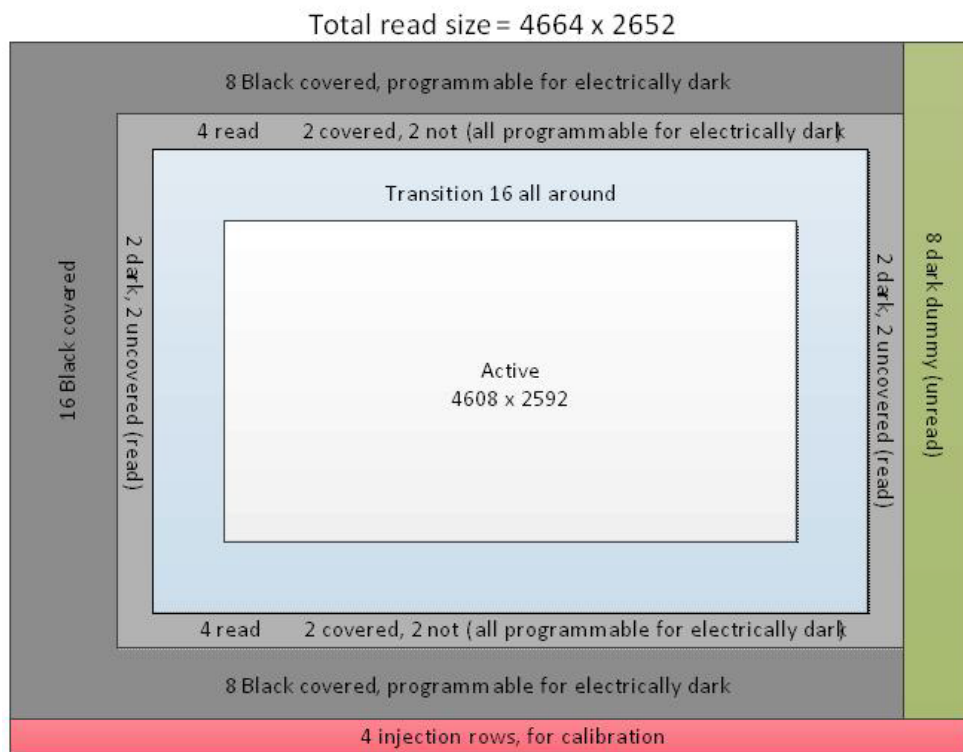 Total read size = 4664 x 2652
8 Black covered, programmable for electrically dark
4 read 2 covered, 2 not (all programmable for electrically dark)
Transition 16 all around
16 Black covered
2 dark, 2 uncovered (read)
Active
4608 x 2592
2 dark, 2 uncovered (read)
8 dark dummy (unread)
4 read 2 covered, 2 not (all programmable for electrically dark)
8 Black covered, programmable for electrically dark
4 injection rows, for calibration